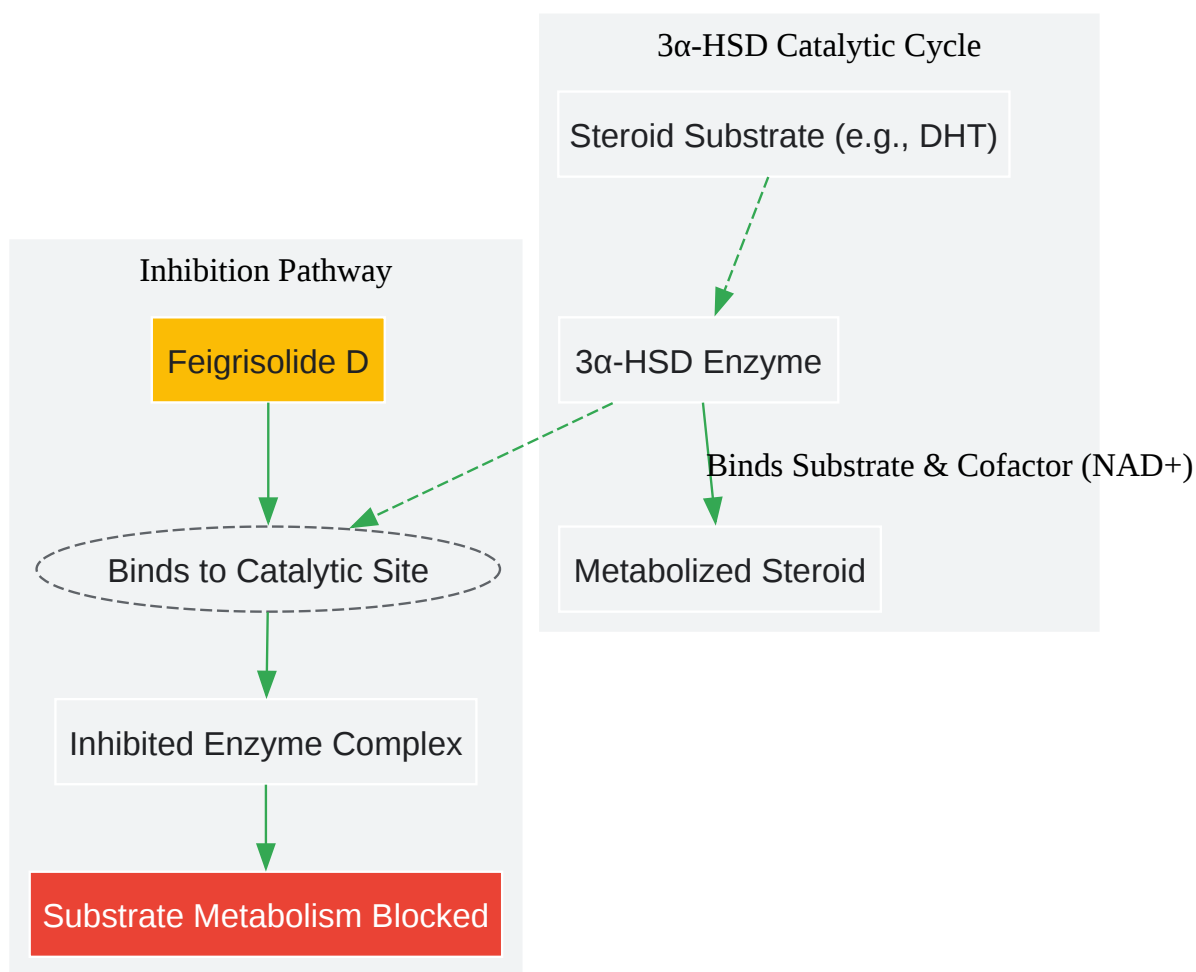 3α-HSD Catalytic Cycle
Steroid Substrate (e.g., DHT)
Inhibition Pathway
Feigrisolide D
3α-HSD Enzyme
Binds Substrate & Cofactor (NAD+)
Binds to Catalytic Site
Metabolized Steroid
Inhibited Enzyme Complex
Substrate Metabolism Blocked